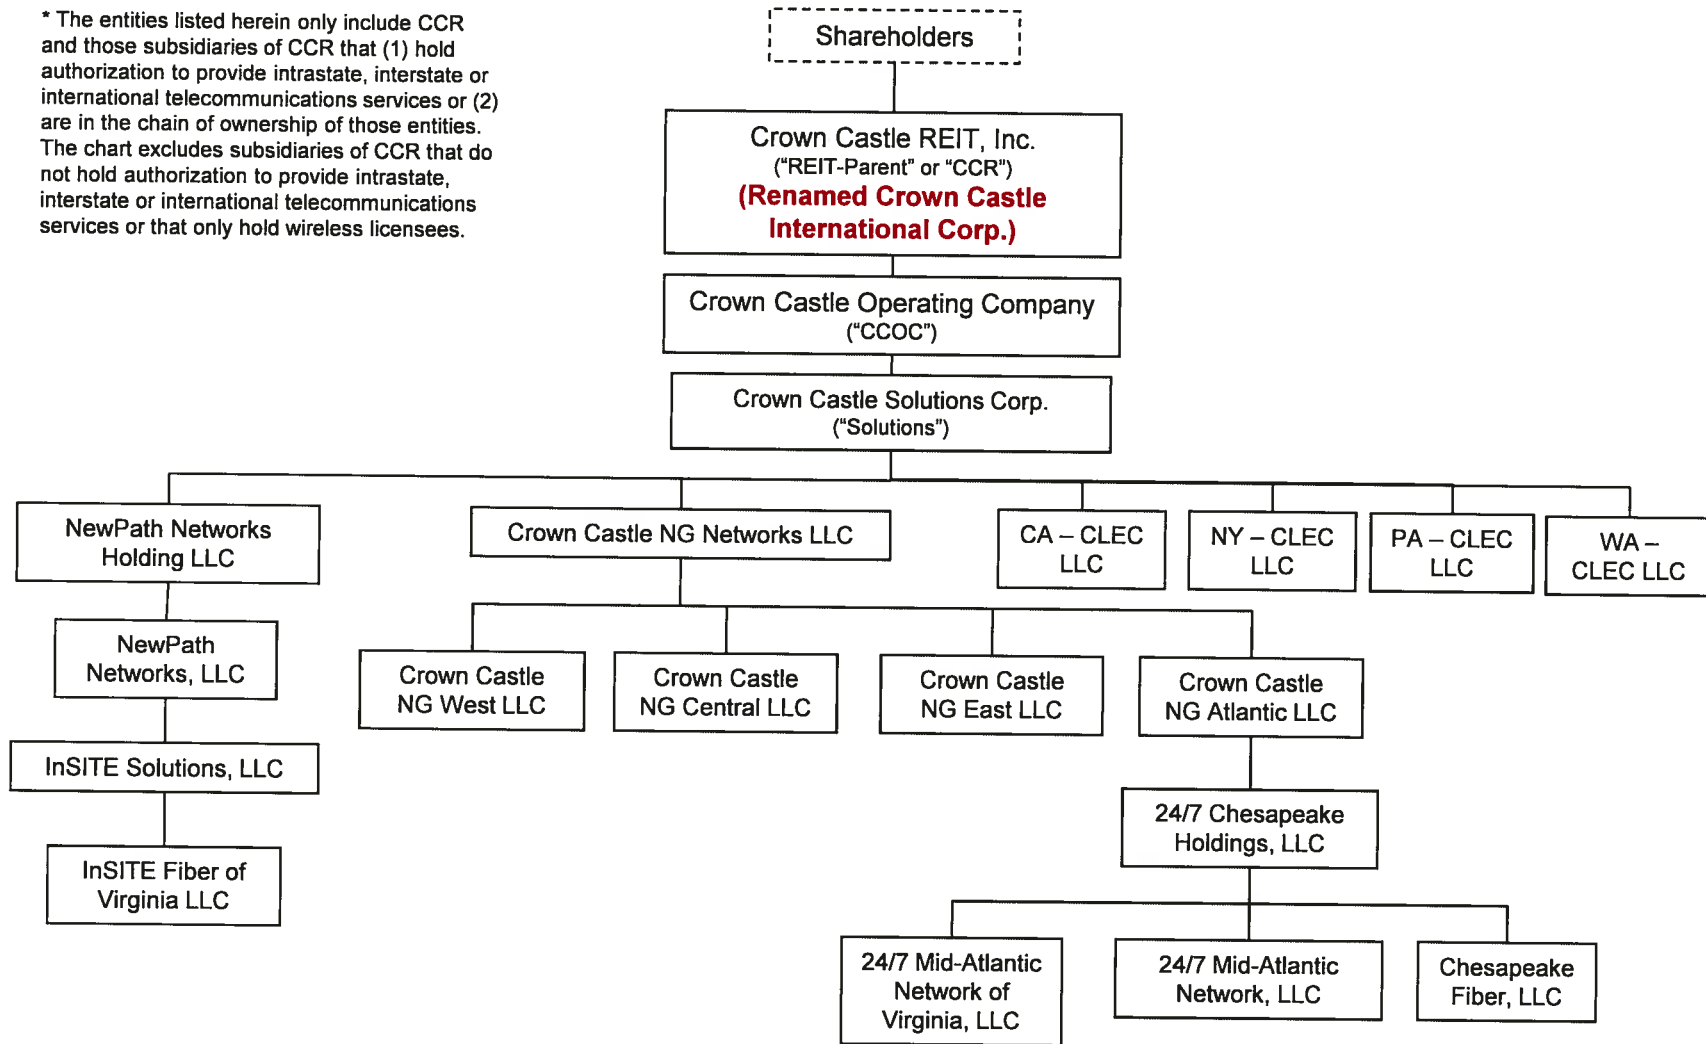 * The entities listed herein only include CCR
and those subsidiaries of CCR that (1) hold
authorization to provide intrastate, interstate or
international telecommunications services or (2)
are in the chain of ownership of those entities.
The chart excludes subsidiaries of CCR that do
not hold authorization to provide intrastate,
interstate or international telecommunications
services or that only hold wireless licensees.
Shareholders
Crown Castle REIT, Inc.
("REIT-Parent" or "CCR")
(Renamed Crown Castle
International Corp.)
Crown Castle Operating Company
("CCOC")
Crown Castle Solutions Corp.
("Solutions")
NewPath Networks
Holding LLC
Crown Castle NG Networks LLC
CA – CLEC
LLC
NY – CLEC
LLC
PA – CLEC
LLC
WA –
CLEC LLC
NewPath
Networks, LLC
Crown Castle
NG West LLC
Crown Castle
NG Central LLC
Crown Castle
NG East LLC
Crown Castle
NG Atlantic LLC
InSITE Solutions, LLC
24/7 Chesapeake
Holdings, LLC
InSITE Fiber of
Virginia LLC
24/7 Mid-Atlantic
Network of
Virginia, LLC
24/7 Mid-Atlantic
Network, LLC
Chesapeake
Fiber, LLC